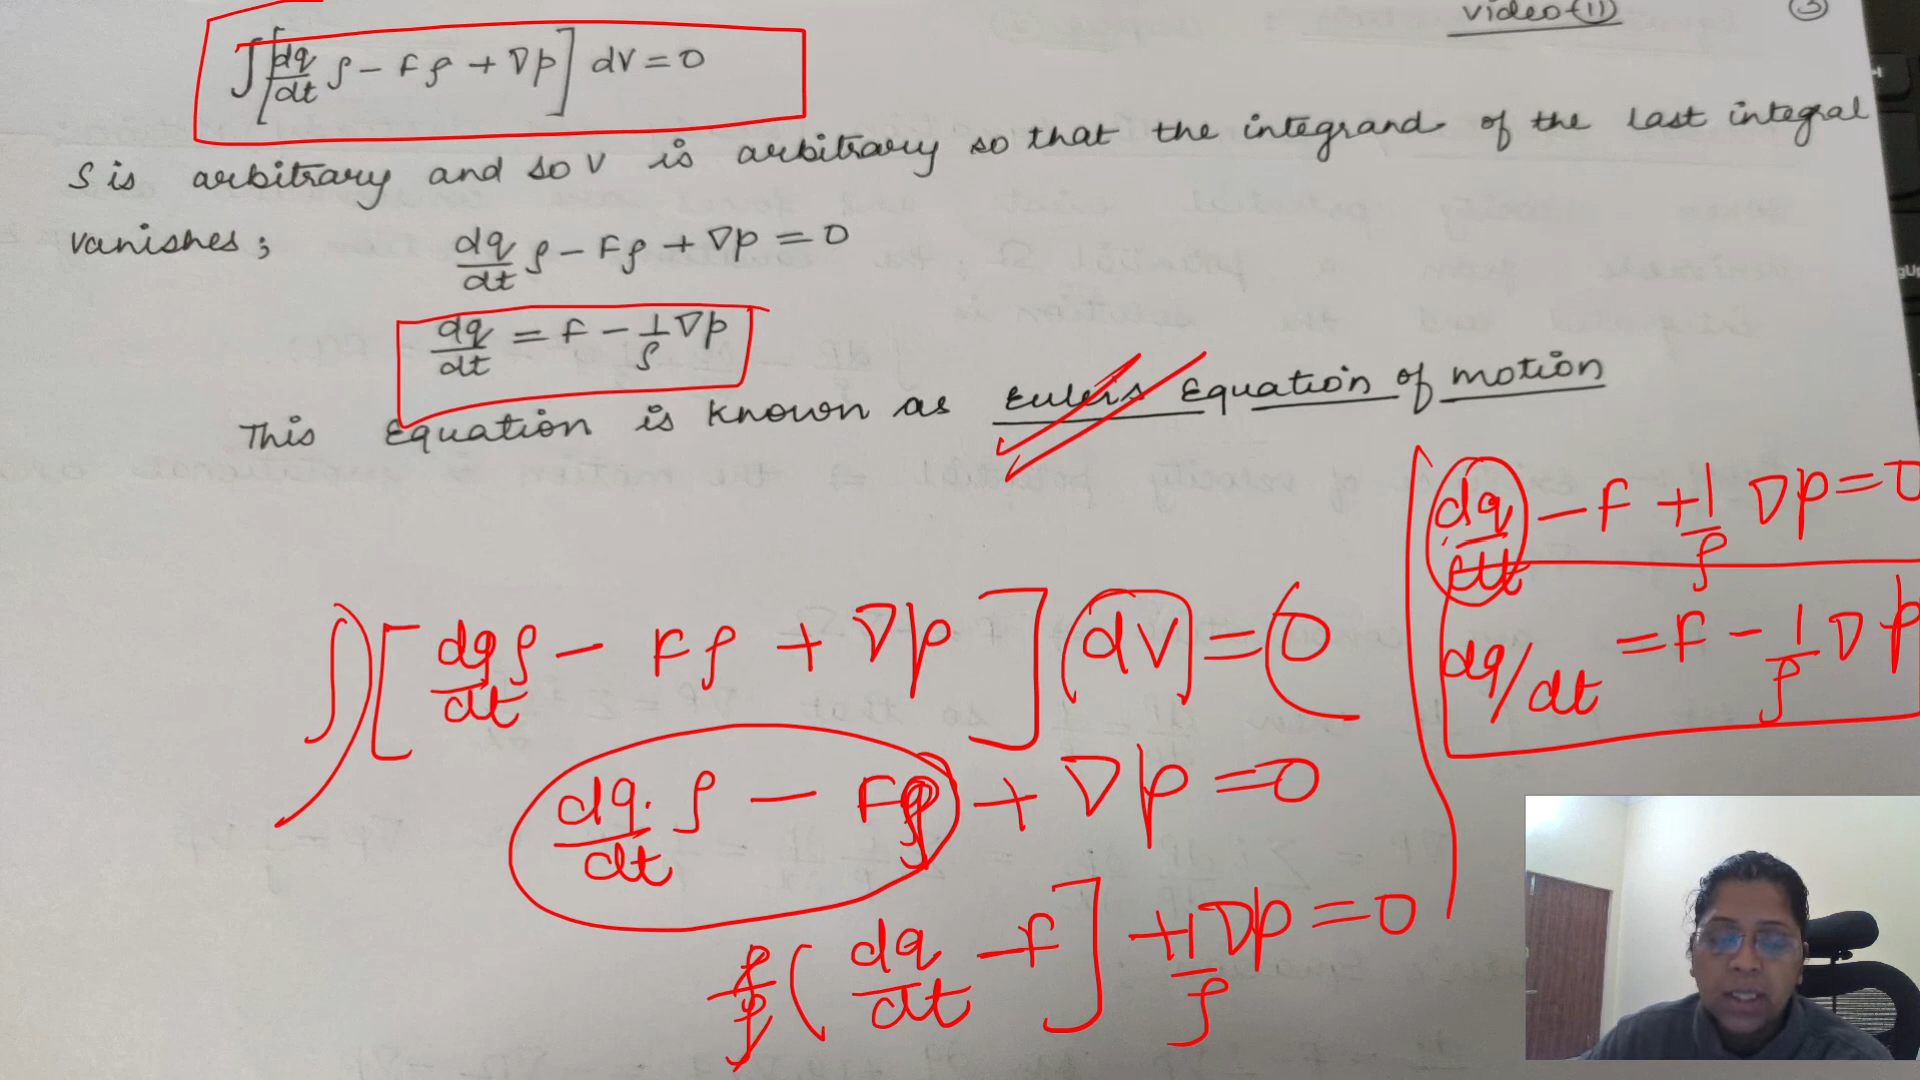 video-(11) (3)
∫[dq/dt ρ - Fρ + ∇p] dv = 0
S is arbitrary and so V is arbitrary so that the integrand of the last integral
vanishes;
dq/dt ρ - Fρ + ∇p = 0
dq/dt = F - 1/ρ ∇p
This Equation is known as Euler's Equation of motion
dq/dt - F + 1/ρ ∇p = 0
dq/dt = F - 1/ρ ∇p
∫[dq/dt ρ - Fρ + ∇p] dv = 0
dq/dt ρ - Fρ + ∇p = 0
ρ/ρ (dq/dt - F] + 1/ρ ∇p = 0